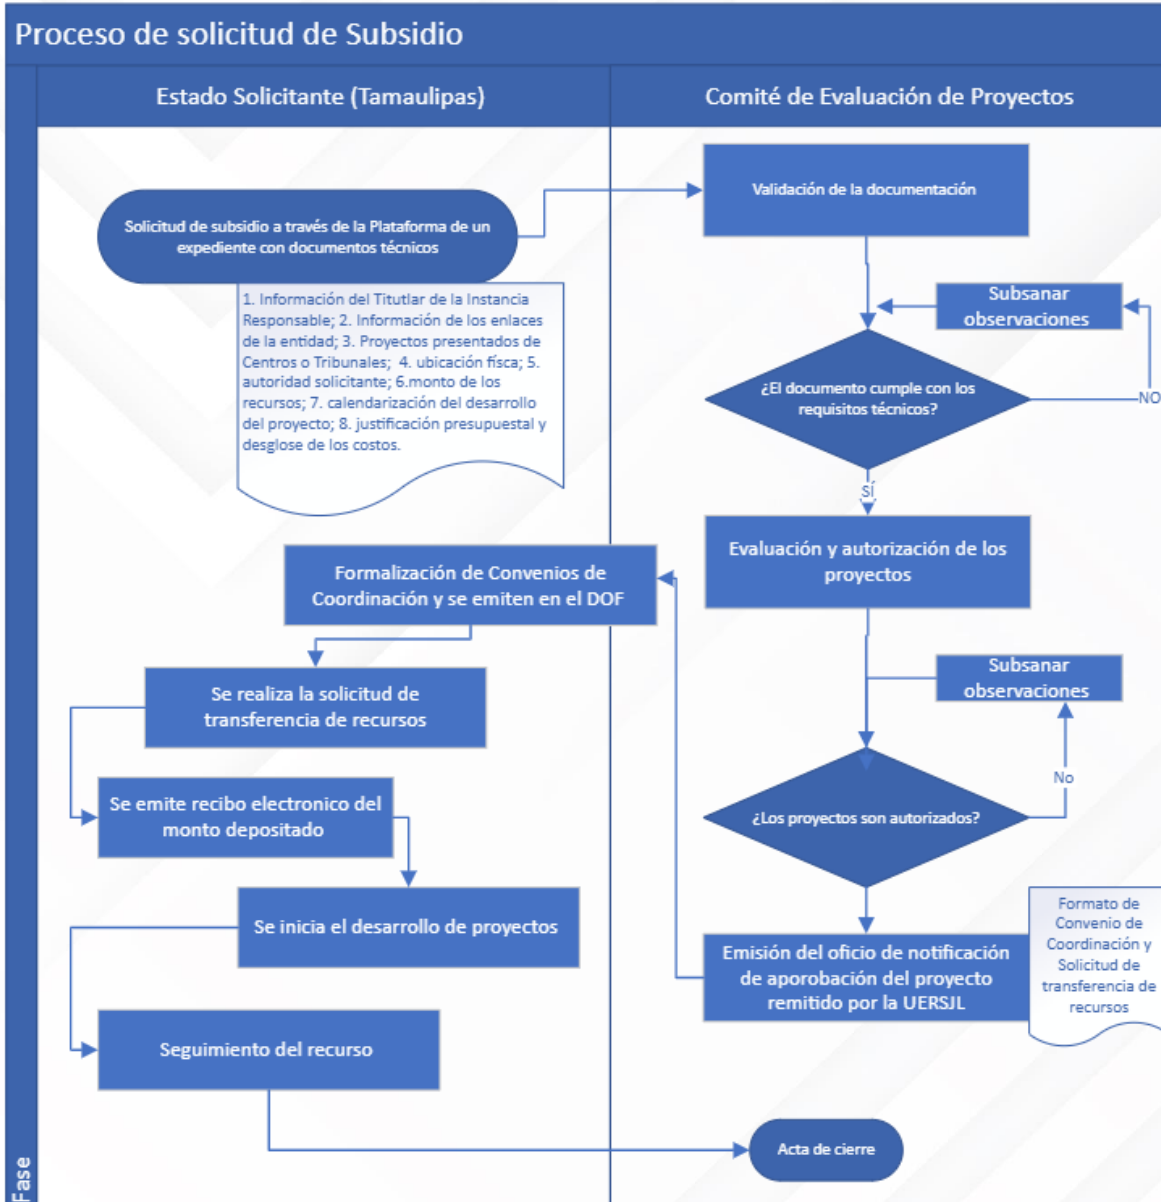 Proceso de solicitud de Subsidio
Estado Solicitante (Tamaulipas)
Comité de Evaluación de Proyectos
Solicitud de subsidio a través de la Plataforma de un
expediente con documentos técnicos
1. Información del Titutlar de la Instancia
Responsable; 2. Información de los enlaces
de la entidad; 3. Proyectos presentados de
Centros o Tribunales; 4. ubicación físca; 5.
autoridad solicitante; 6.monto de los
recursos; 7. calendarización del desarrollo
del proyecto; 8. justificación presupuestal y
desglose de los costos.
Validación de la documentación
Subsanar
observaciones
¿El documento cumple con los
requisitos técnicos?
NO
SÍ
Evaluación y autorización de los
proyectos
Formalización de Convenios de
Coordinación y se emiten en el DOF
Se realiza la solicitud de
transferencia de recursos
Subsanar
observaciones
No
Se emite recibo electronico del
monto depositado
¿Los proyectos son autorizados?
Se inicia el desarrollo de proyectos
Emisión del oficio de notificación
de aporobación del proyecto
remitido por la UERSJL
Formato de
Convenio de
Coordinación y
Solicitud de
transferencia de
recursos
Seguimiento del recurso
Acta de cierre
Fase